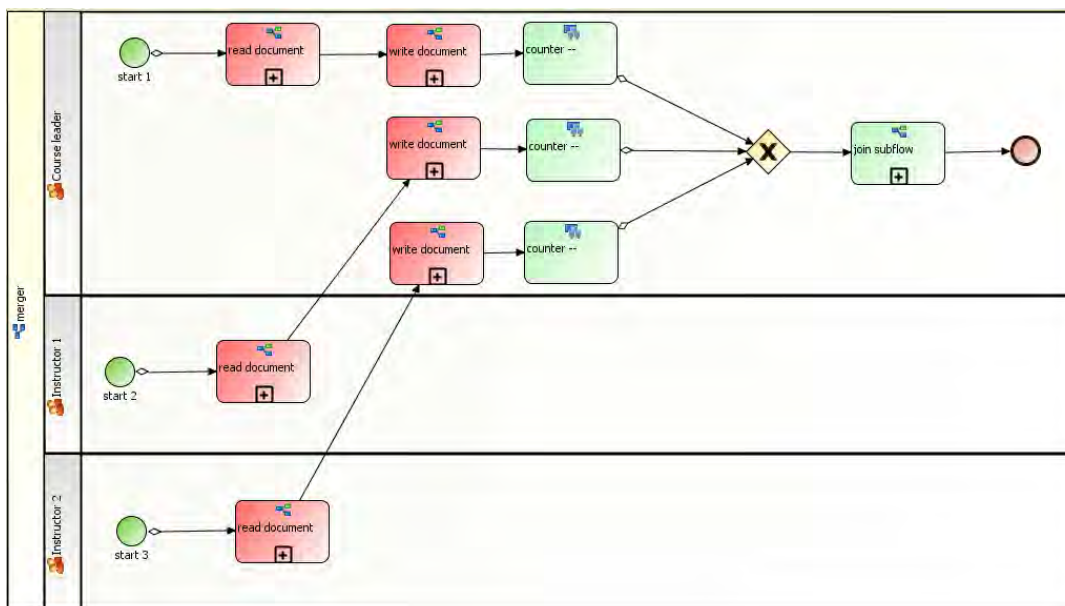 merger
Course leader
start 1
read document
write document
counter --
write document
counter --
X
join subflow
write document
counter --
Instructor 1
start 2
read document
Instructor 2
start 3
read document